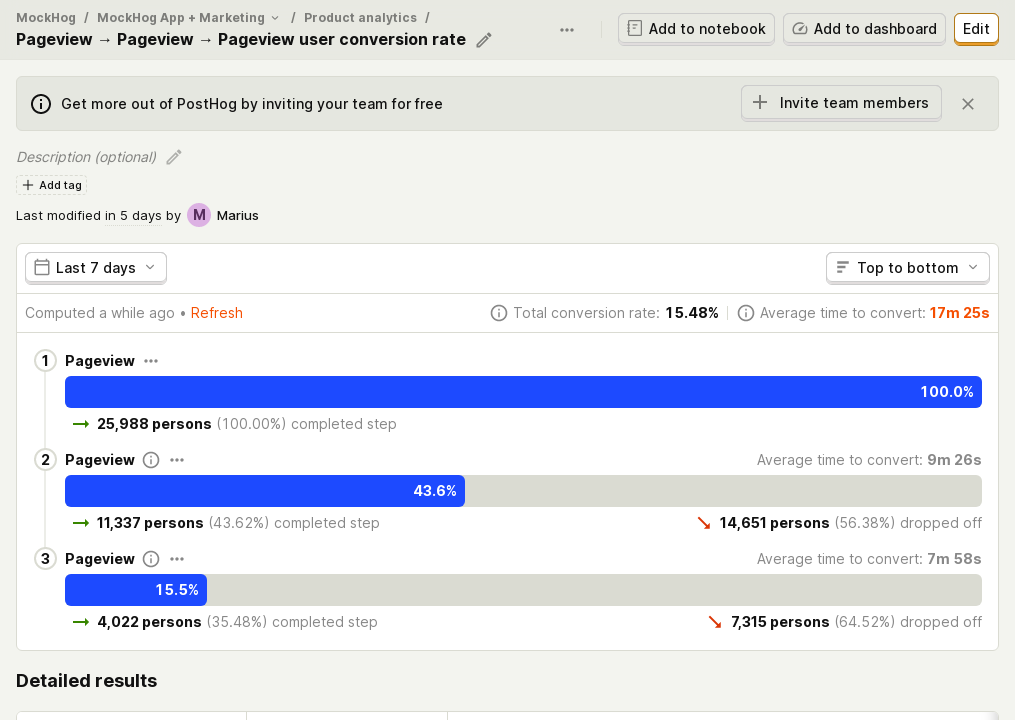 MockHog / MockHog App + Marketing / Product analytics /
Pageview → Pageview → Pageview user conversion rate
Add to notebook
Add to dashboard
Edit
Get more out of PostHog by inviting your team for free
Invite team members
Description (optional)
Add tag
Last modified in 5 days by M Marius
Last 7 days
Top to bottom
Computed a while ago • Refresh
Total conversion rate: 15.48%
Average time to convert: 17m 25s
1 Pageview
100.0%
25,988 persons (100.00%) completed step
2 Pageview
Average time to convert: 9m 26s
43.6%
11,337 persons (43.62%) completed step
14,651 persons (56.38%) dropped off
3 Pageview
Average time to convert: 7m 58s
15.5%
4,022 persons (35.48%) completed step
7,315 persons (64.52%) dropped off
Detailed results